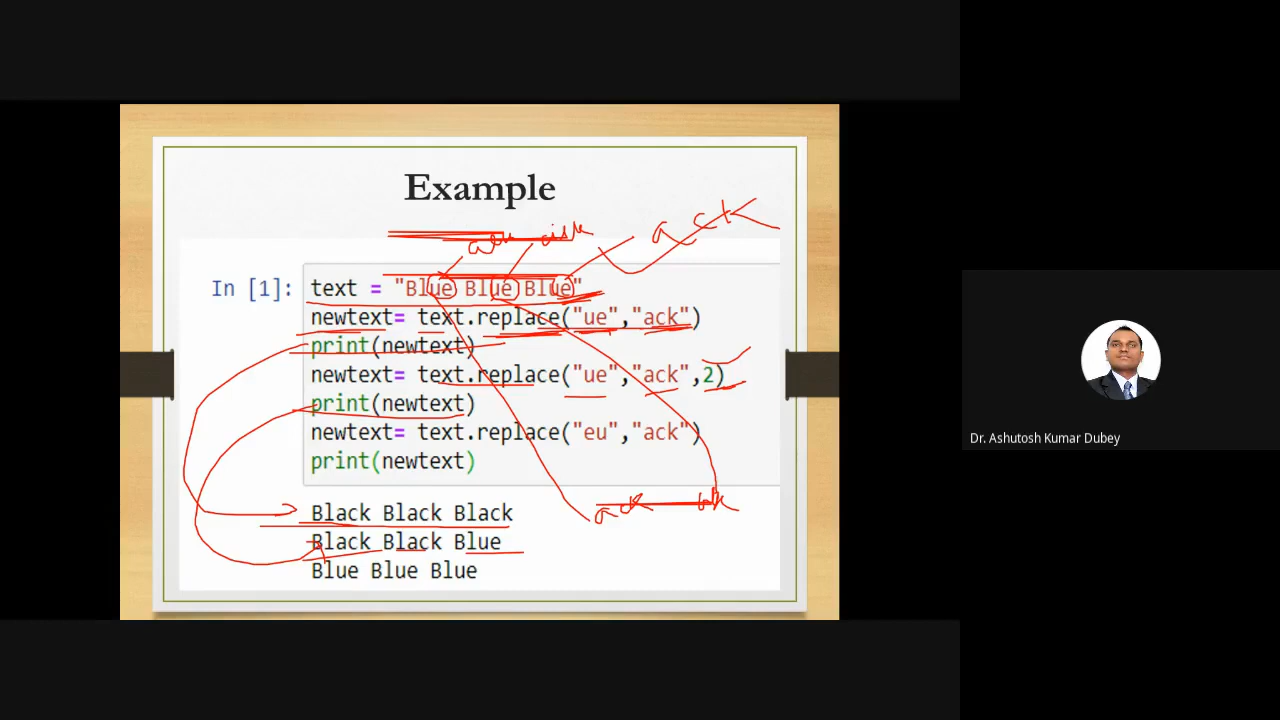 Example
a ck
In [1]: text = "Blue Blue Blue"
newtext= text.replace("ue","ack")
print(newtext)
newtext= text.replace("ue","ack",2)
print(newtext)
newtext= text.replace("eu","ack")
print(newtext)
ack
Black Black Black
Black Black Blue
Blue Blue Blue
Dr. Ashutosh Kumar Dubey